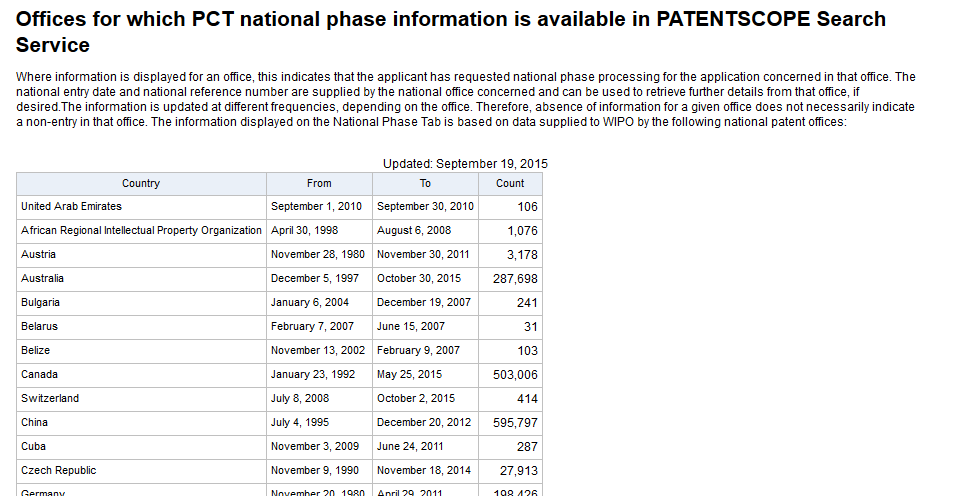 Offices for which PCT national phase information is available in PATENTSCOPE Search
Service
Where information is displayed for an office, this indicates that the applicant has requested national phase processing for the application concerned in that office. The
national entry date and national reference number are supplied by the national office concerned and can be used to retrieve further details from that office, if
desired.The information is updated at different frequencies, depending on the office. Therefore, absence of information for a given office does not necessarily indicate
a non-entry in that office. The information displayed on the National Phase Tab is based on data supplied to WIPO by the following national patent offices:
Updated: September 19, 2015
Country From To Count
United Arab Emirates September 1, 2010 September 30, 2010 106
African Regional Intellectual Property Organization April 30, 1998 August 6, 2008 1,076
Austria November 28, 1980 November 30, 2011 3,178
Australia December 5, 1997 October 30, 2015 287,698
Bulgaria January 6, 2004 December 19, 2007 241
Belarus February 7, 2007 June 15, 2007 31
Belize November 13, 2002 February 9, 2007 103
Canada January 23, 1992 May 25, 2015 503,006
Switzerland July 8, 2008 October 2, 2015 414
China July 4, 1995 December 20, 2012 595,797
Cuba November 3, 2009 June 24, 2011 287
Czech Republic November 9, 1990 November 18, 2014 27,913
Germany November 20, 1980 April 29, 2011 198,426